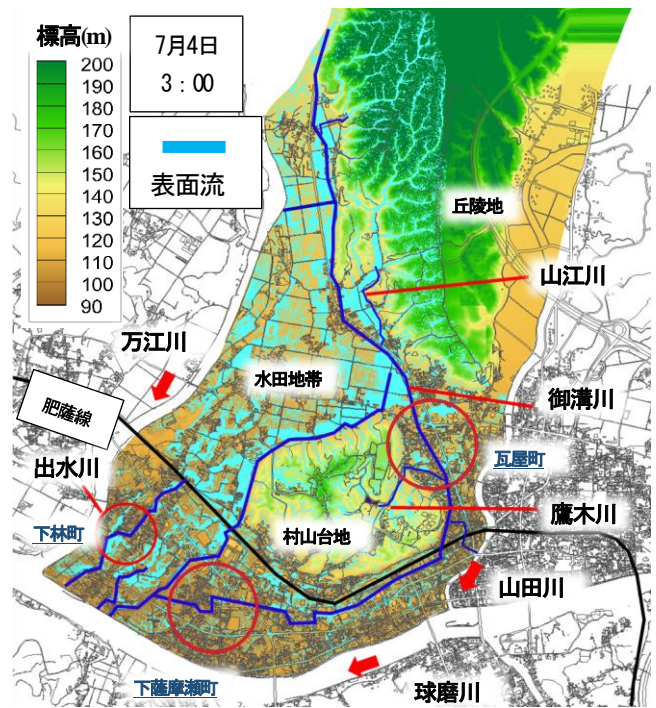 標高(m)
200
190
180
170
160
150
140
130
120
110
100
90
7月4日
3：00
表面流
丘陵地
山江川
万江川
水田地帯
御溝川
肥薩線
瓦屋町
出水川
下林町
鷹木川
村山台地
山田川
下薩摩瀬町
球磨川